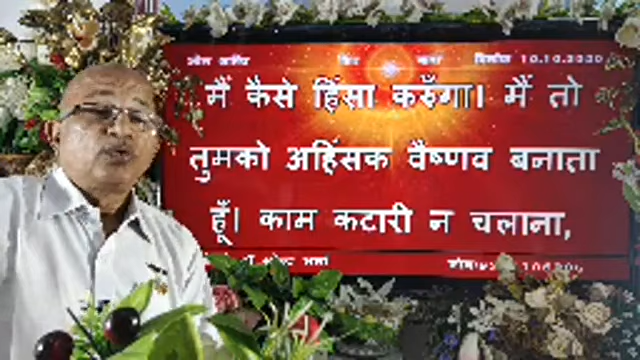 मैं कैसे हिंसा करुँगा। मैं तो
तुमको अहिंसक वैष्णव बनाता
हूँ। काम कटारी न चलाना,